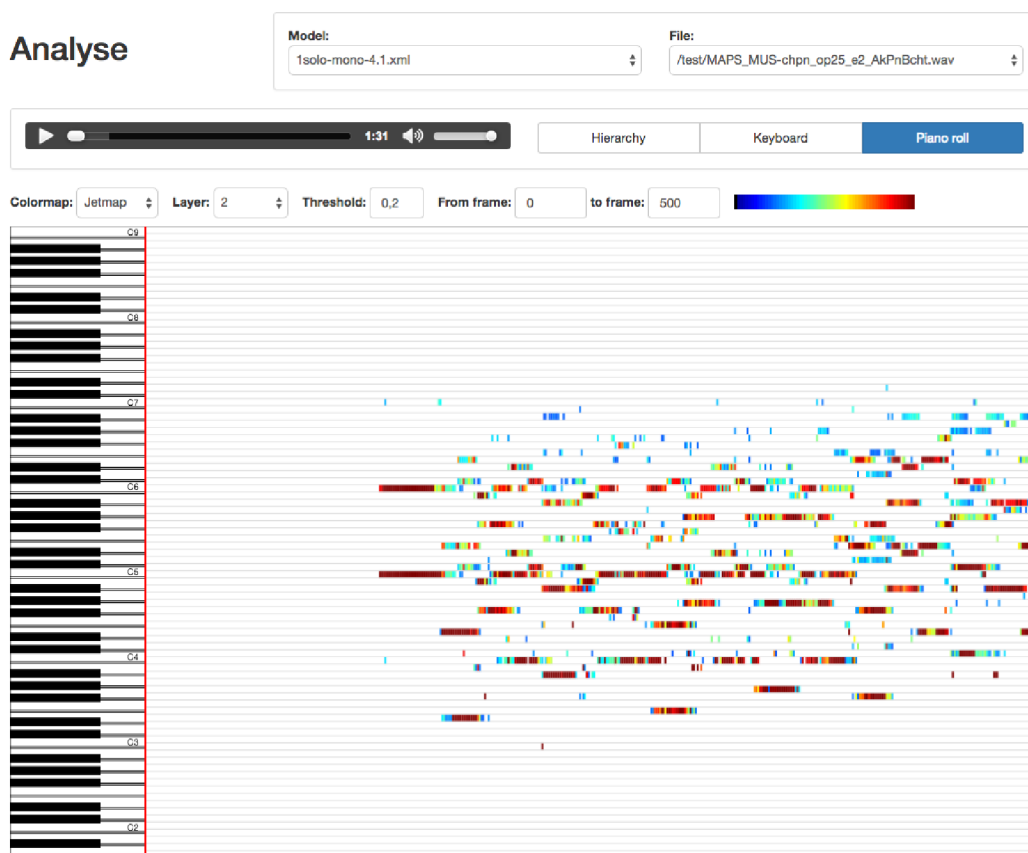 Analyse
Model:
1solo-mono-4.1.xml
File:
/test/MAPS_MUS-chpn_op25_e2_AkPnBcht.wav
1:31
Hierarchy
Keyboard
Piano roll
Colormap: Jetmap Layer: 2 Threshold: 0,2 From frame: 0 to frame: 500
C9
C8
C7
C6
C5
C4
C3
C2